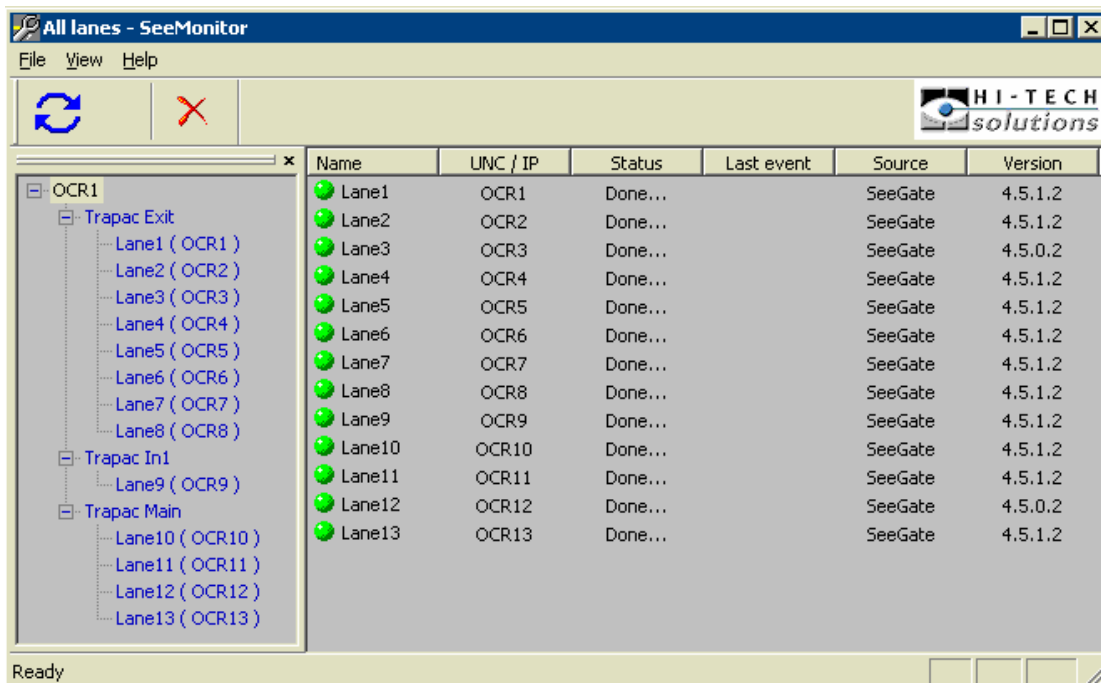 All lanes - SeeMonitor
File View Help
HI-TECH
solutions
OCR1
Trapac Exit
Lane1 ( OCR1 )
Lane2 ( OCR2 )
Lane3 ( OCR3 )
Lane4 ( OCR4 )
Lane5 ( OCR5 )
Lane6 ( OCR6 )
Lane7 ( OCR7 )
Lane8 ( OCR8 )
Trapac In1
Lane9 ( OCR9 )
Trapac Main
Lane10 ( OCR10 )
Lane11 ( OCR11 )
Lane12 ( OCR12 )
Lane13 ( OCR13 )
Name UNC / IP Status Last event Source Version
Lane1 OCR1 Done... SeeGate 4.5.1.2
Lane2 OCR2 Done... SeeGate 4.5.1.2
Lane3 OCR3 Done... SeeGate 4.5.0.2
Lane4 OCR4 Done... SeeGate 4.5.1.2
Lane5 OCR5 Done... SeeGate 4.5.1.2
Lane6 OCR6 Done... SeeGate 4.5.1.2
Lane7 OCR7 Done... SeeGate 4.5.1.2
Lane8 OCR8 Done... SeeGate 4.5.1.2
Lane9 OCR9 Done... SeeGate 4.5.1.2
Lane10 OCR10 Done... SeeGate 4.5.1.2
Lane11 OCR11 Done... SeeGate 4.5.1.2
Lane12 OCR12 Done... SeeGate 4.5.0.2
Lane13 OCR13 Done... SeeGate 4.5.1.2
Ready